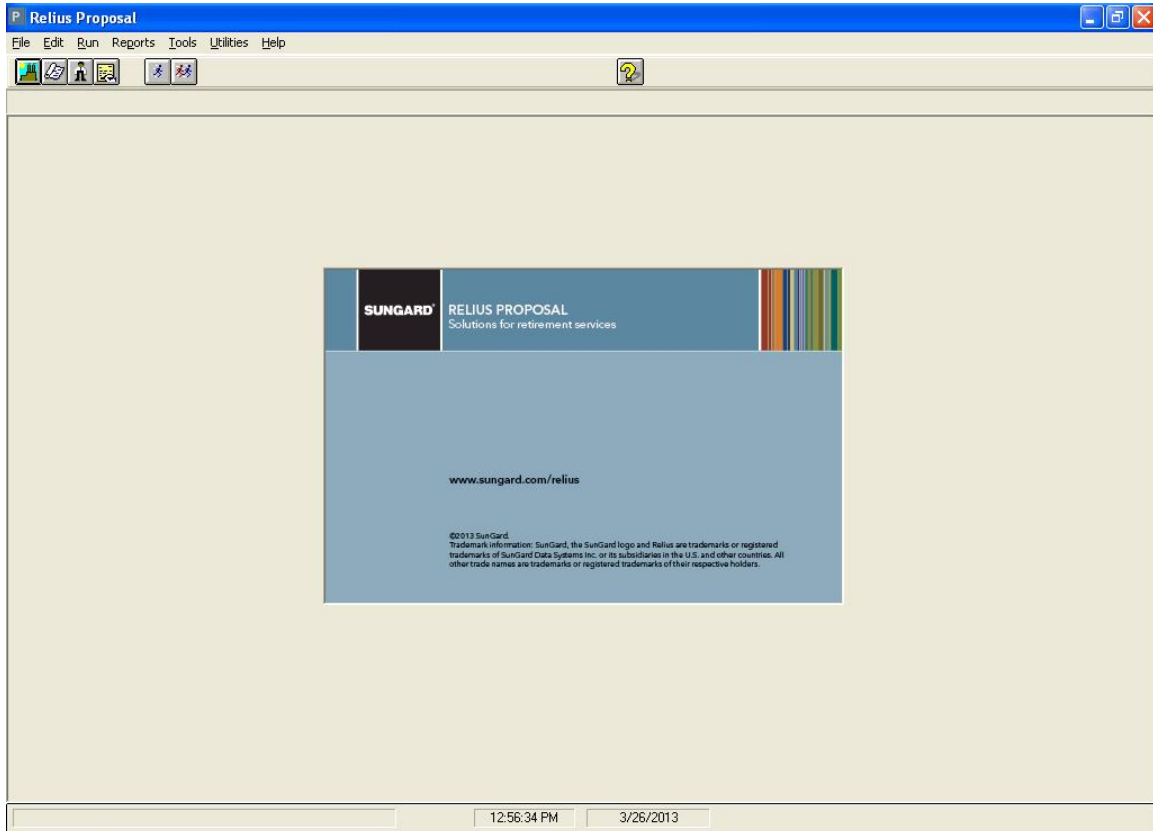 Relius Proposal
File Edit Run Reports Tools Utilities Help
SUNGARD®
RELIUS PROPOSAL
Solutions for retirement services
www.sungard.com/relius
©2013 SunGard.
Trademark information: SunGard, the SunGard logo and Relius are trademarks or registered
trademarks of SunGard Data Systems Inc. or its subsidiaries in the U.S. and other countries. All
other trade names are trademarks or registered trademarks of their respective holders.
12:56:34 PM 3/26/2013